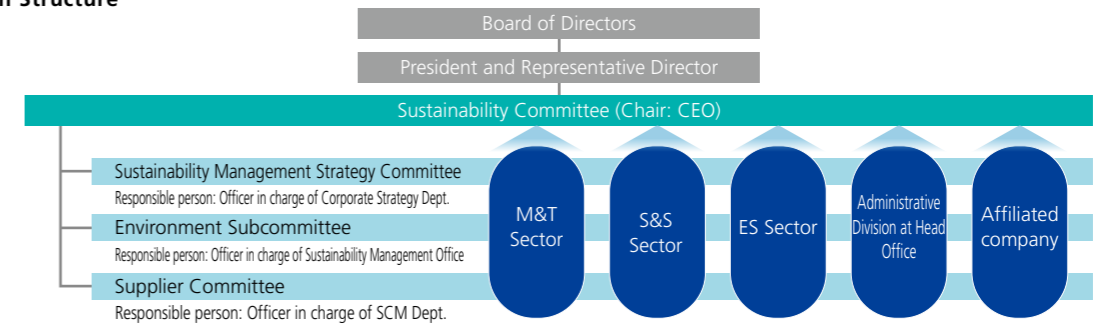 Structure
Board of Directors
President and Representative Director
Sustainability Committee (Chair: CEO)
Sustainability Management Strategy Committee
Responsible person: Officer in charge of Corporate Strategy Dept.
Environment Subcommittee
Responsible person: Officer in charge of Sustainability Management Office
Supplier Committee
Responsible person: Officer in charge of SCM Dept.
M&T
Sector
S&S
Sector
ES Sector
Administrative
Division at Head
Office
Affiliated
company